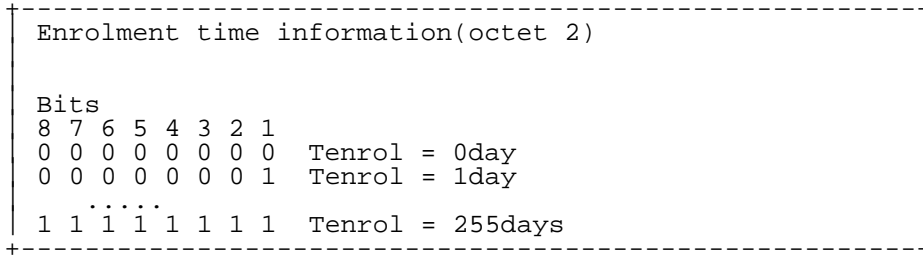 Enrolment time information(octet 2)
Bits
8 7 6 5 4 3 2 1
0 0 0 0 0 0 0 0 Tenrol = 0day
0 0 0 0 0 0 0 1 Tenrol = 1day
.....
1 1 1 1 1 1 1 1 Tenrol = 255days